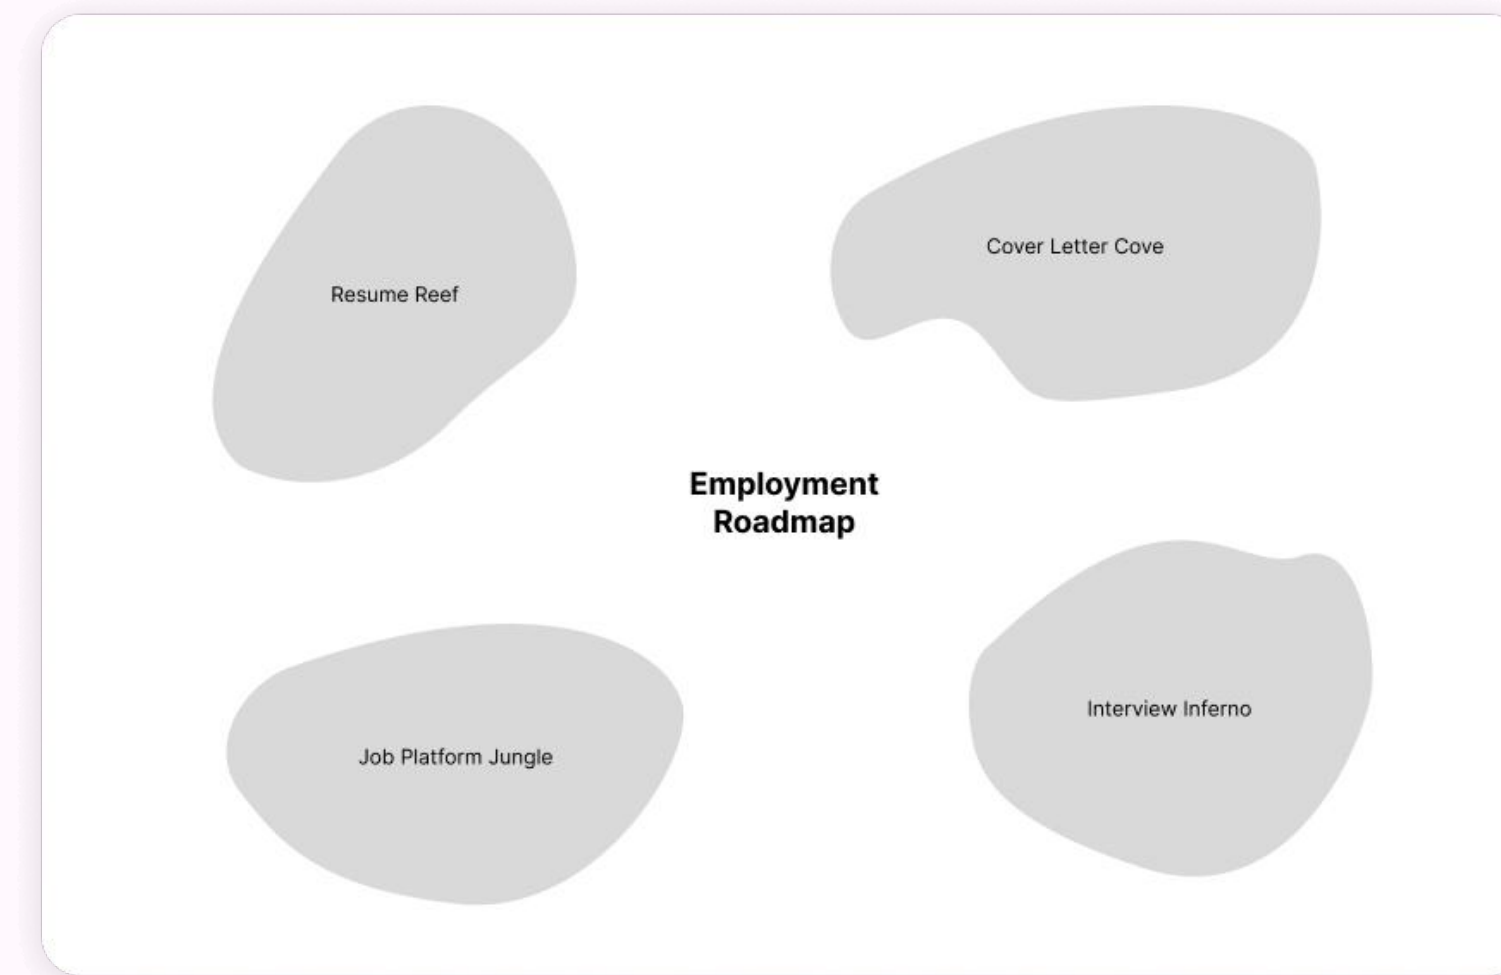 Resume Reef
Cover Letter Cove
Employment
Roadmap
Job Platform Jungle
Interview Inferno